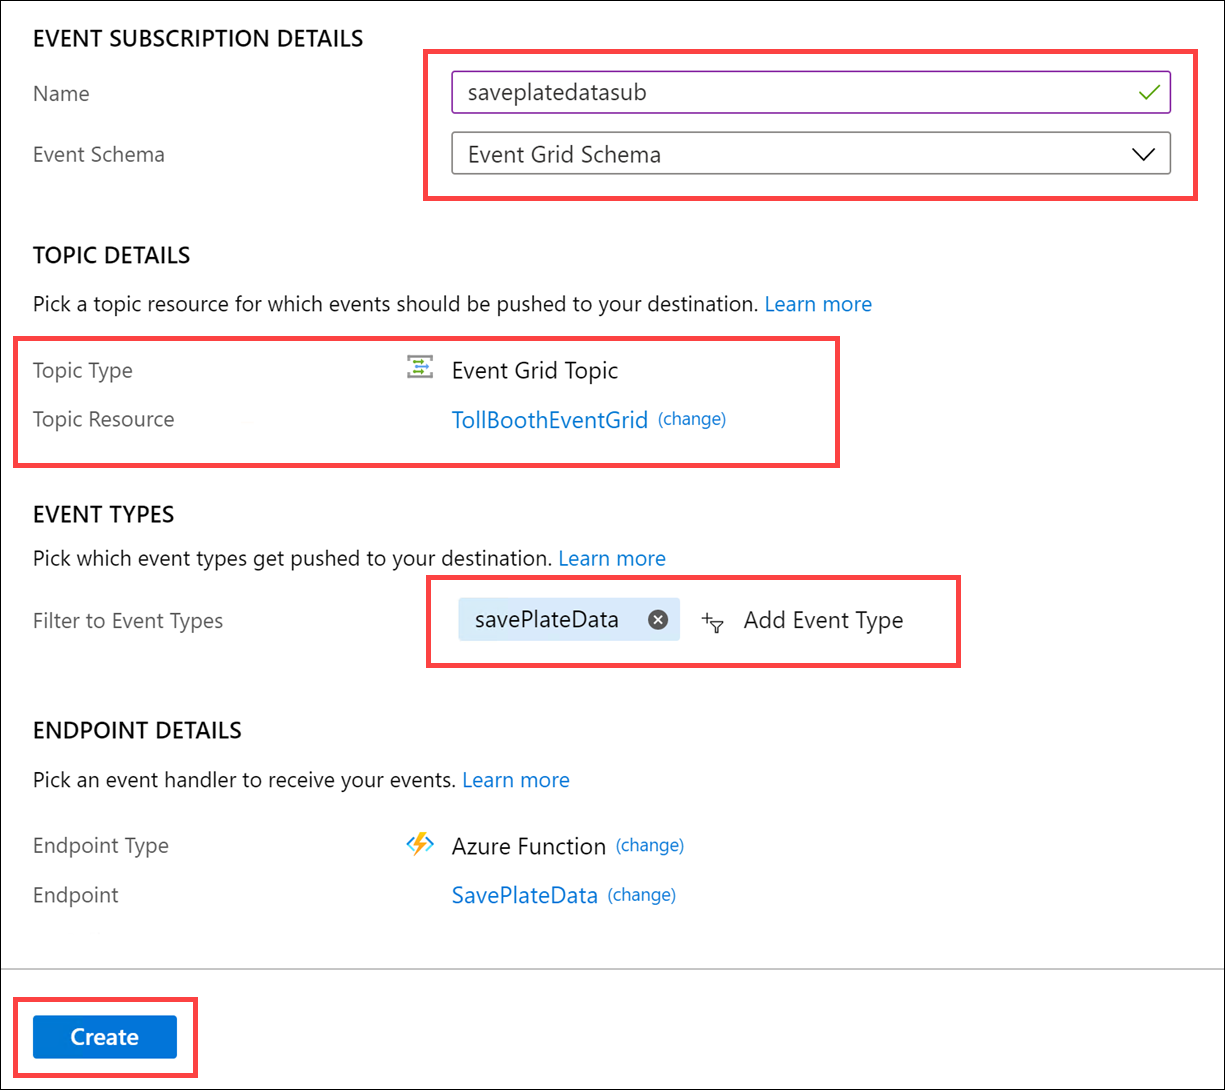 EVENT SUBSCRIPTION DETAILS
Name saveplatedatasub
Event Schema Event Grid Schema
TOPIC DETAILS
Pick a topic resource for which events should be pushed to your destination. Learn more
Topic Type Event Grid Topic
Topic Resource TollBoothEventGrid (change)
EVENT TYPES
Pick which event types get pushed to your destination. Learn more
Filter to Event Types savePlateData Add Event Type
ENDPOINT DETAILS
Pick an event handler to receive your events. Learn more
Endpoint Type Azure Function (change)
Endpoint SavePlateData (change)
Create